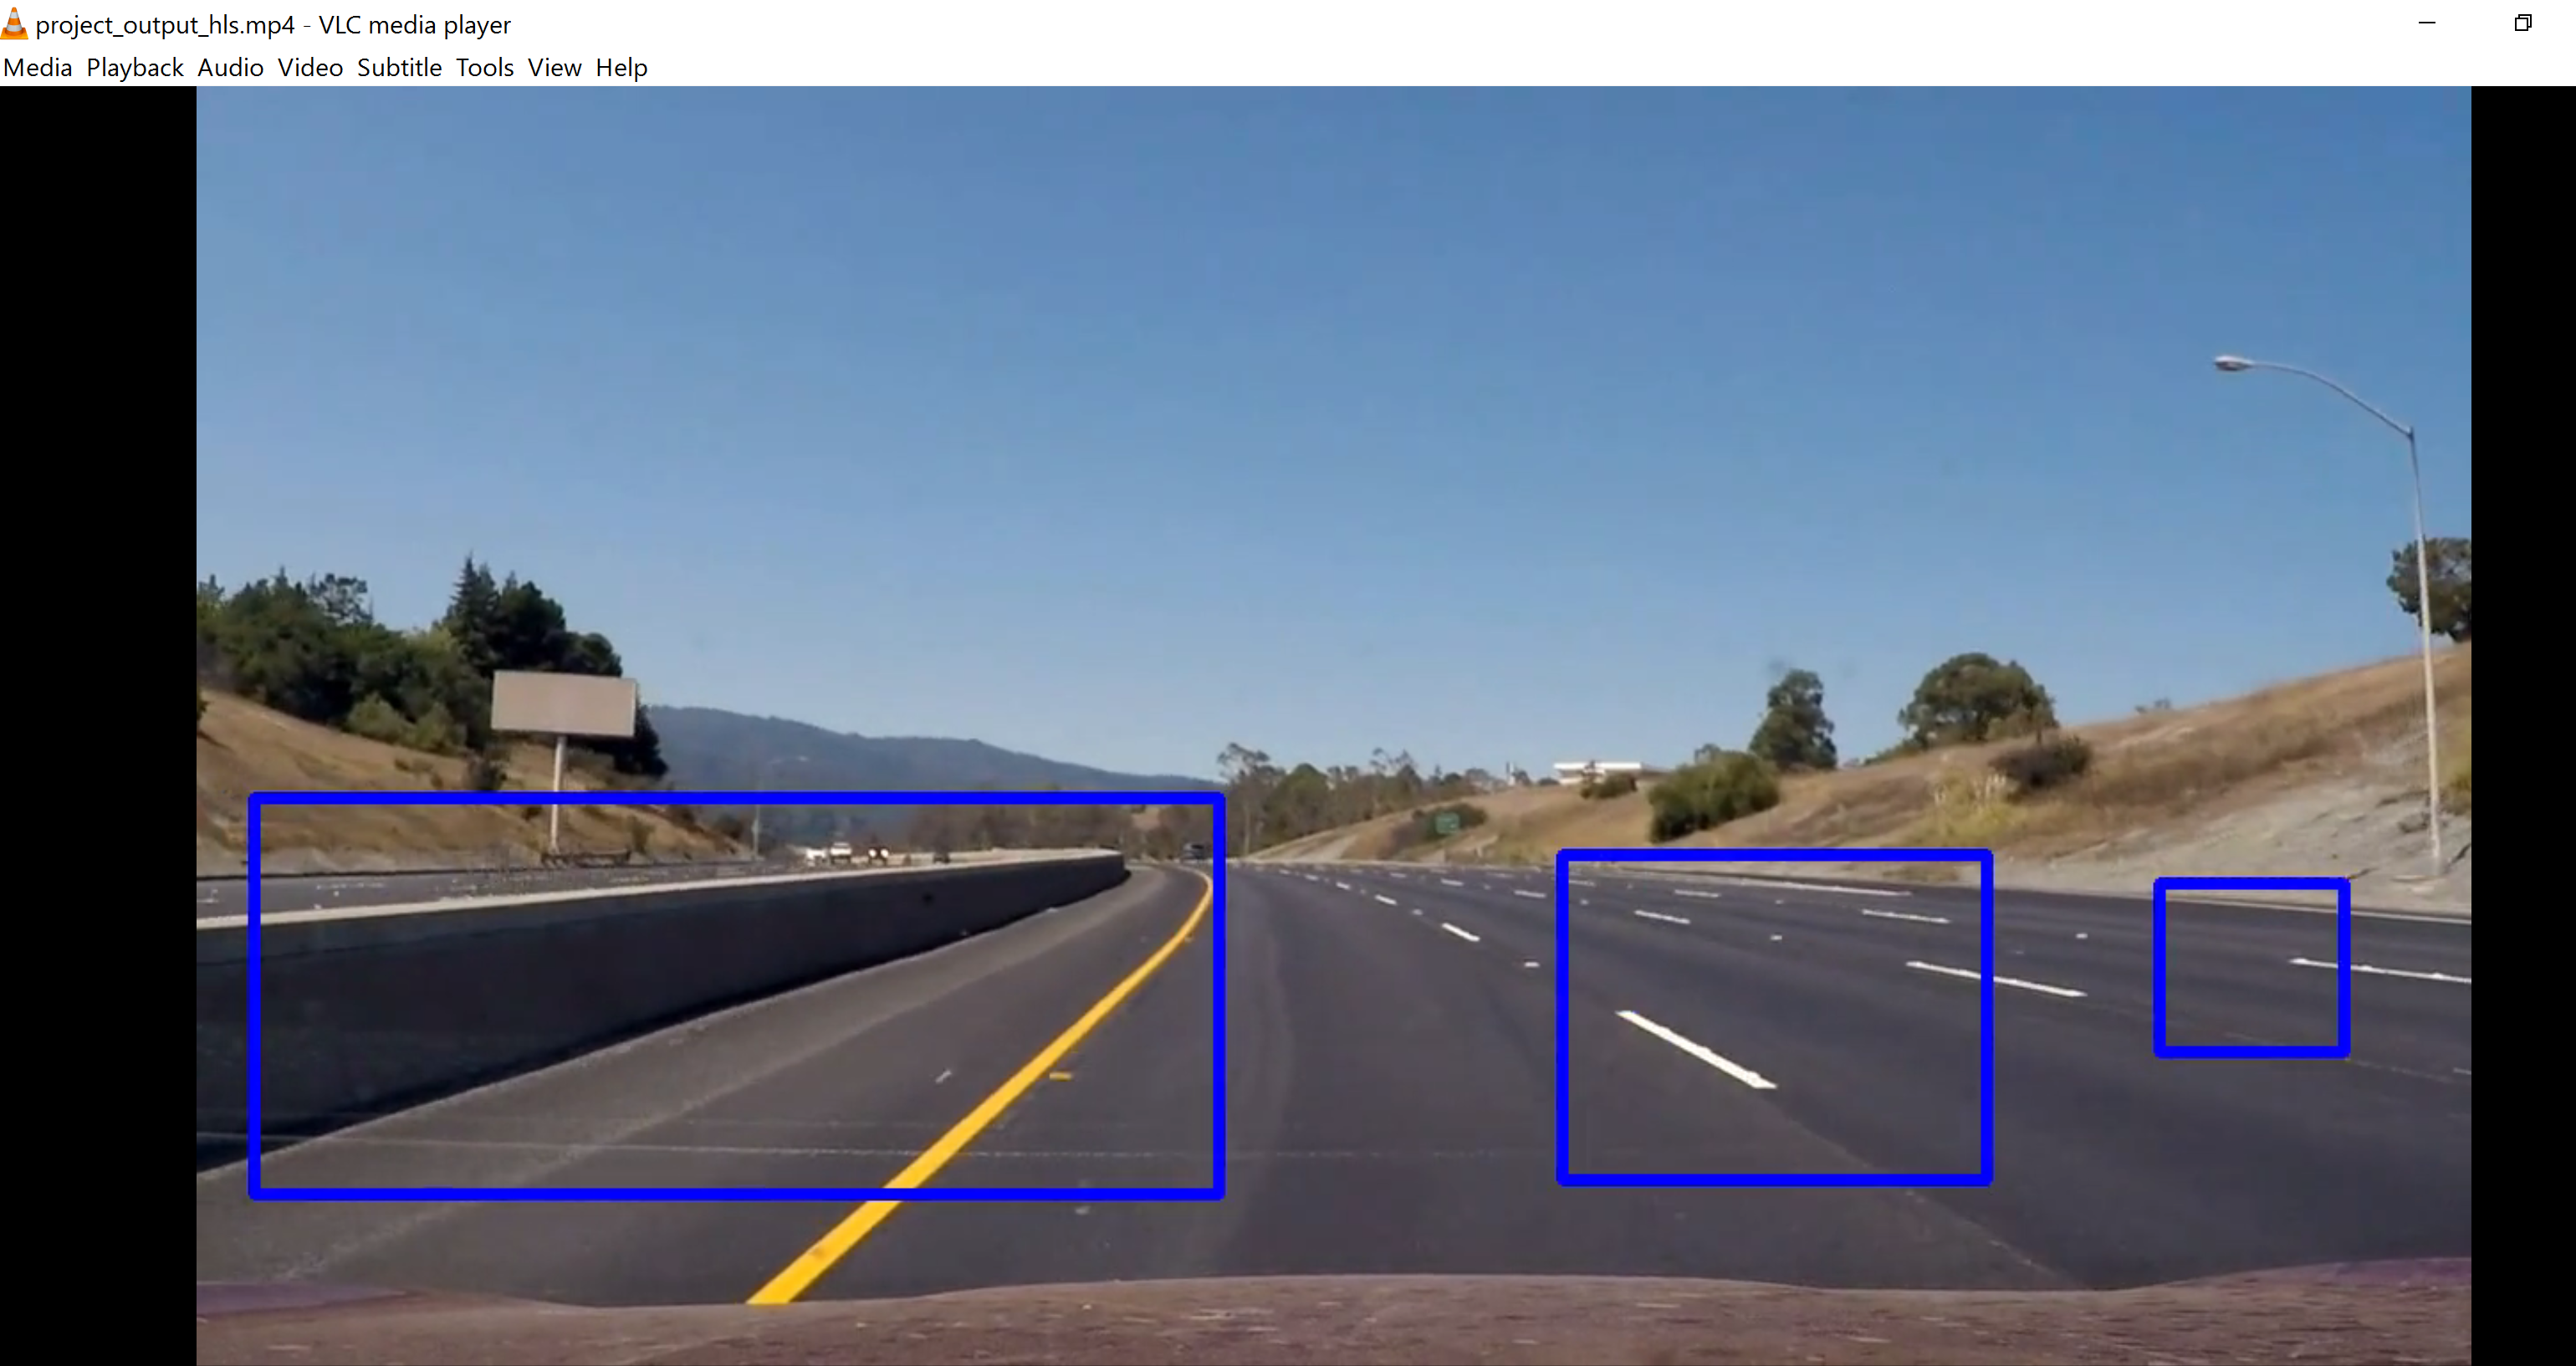 project_output_hls.mp4 - VLC media player
Media Playback Audio Video Subtitle Tools View Help